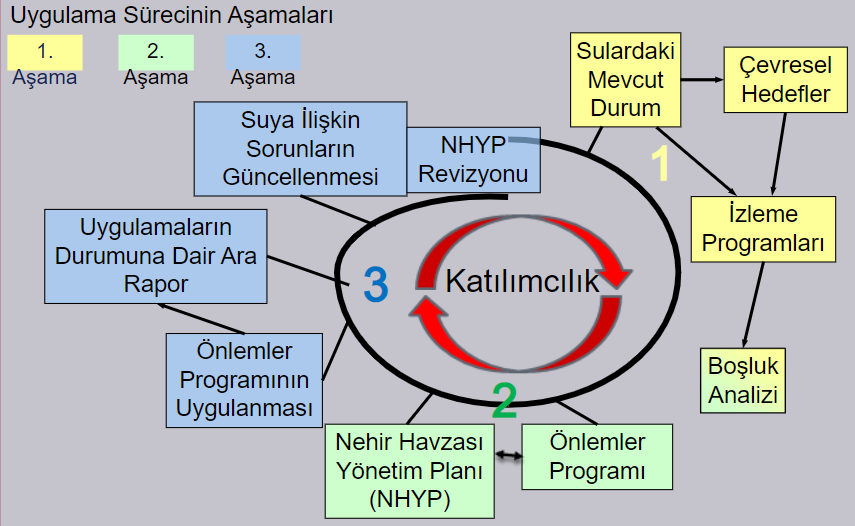 Uygulama Sürecinin Aşamaları
1.
Aşama
2.
Aşama
3.
Aşama
Sulardaki
Mevcut
Durum
Çevresel
Hedefler
1
İzleme
Programları
Boşluk
Analizi
Suya İlişkin
Sorunların
Güncellenmesi
NHYP
Revizyonu
Uygulamaların
Durumuna Dair Ara
Rapor
3
Katılımcılık
Önlemler
Programının
Uygulanması
2
Nehir Havzası
Yönetim Planı
(NHYP)
Önlemler
Programı